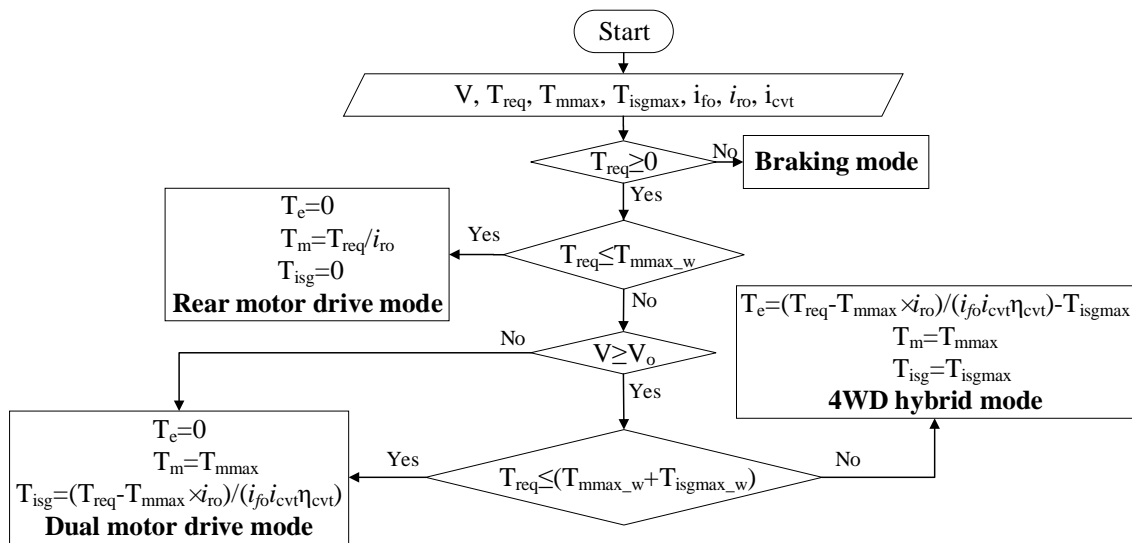 Start
V, T_req, T_mmax, T_isgmax, i_fo, i_ro, i_cvt
T_req≥0
No
Braking mode
Yes
T_e=0
T_m=T_req/i_ro
T_isg=0
Rear motor drive mode
Yes
T_req≤T_mmax_w
No
T_e=(T_req-T_mmax×i_ro)/(i_fo i_cvt η_cvt)-T_isgmax
T_m=T_mmax
T_isg=T_isgmax
4WD hybrid mode
No
V≥V_o
Yes
T_e=0
T_m=T_mmax
T_isg=(T_req-T_mmax×i_ro)/(i_fo i_cvt η_cvt)
Dual motor drive mode
Yes
T_req≤(T_mmax_w+T_isgmax_w)
No